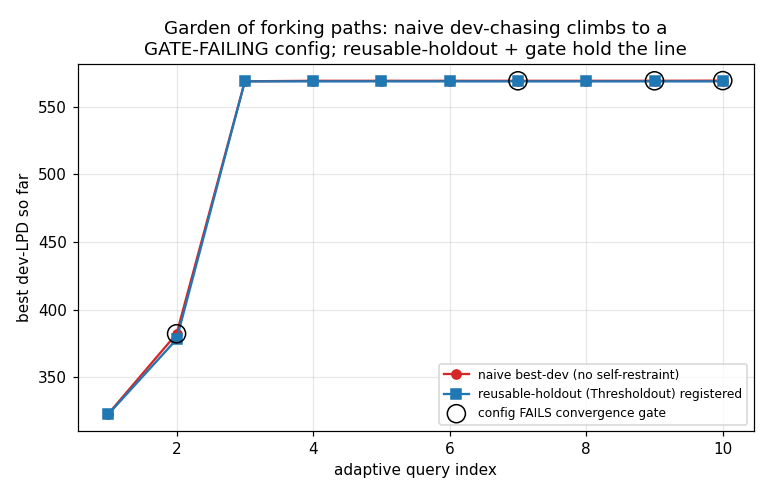 Garden of forking paths: naive dev-chasing climbs to a
GATE-FAILING config; reusable-holdout + gate hold the line
best dev-LPD so far
550
500
450
400
350
naive best-dev (no self-restraint)
reusable-holdout (Thresholdout) registered
config FAILS convergence gate
2 4 6 8 10
adaptive query index